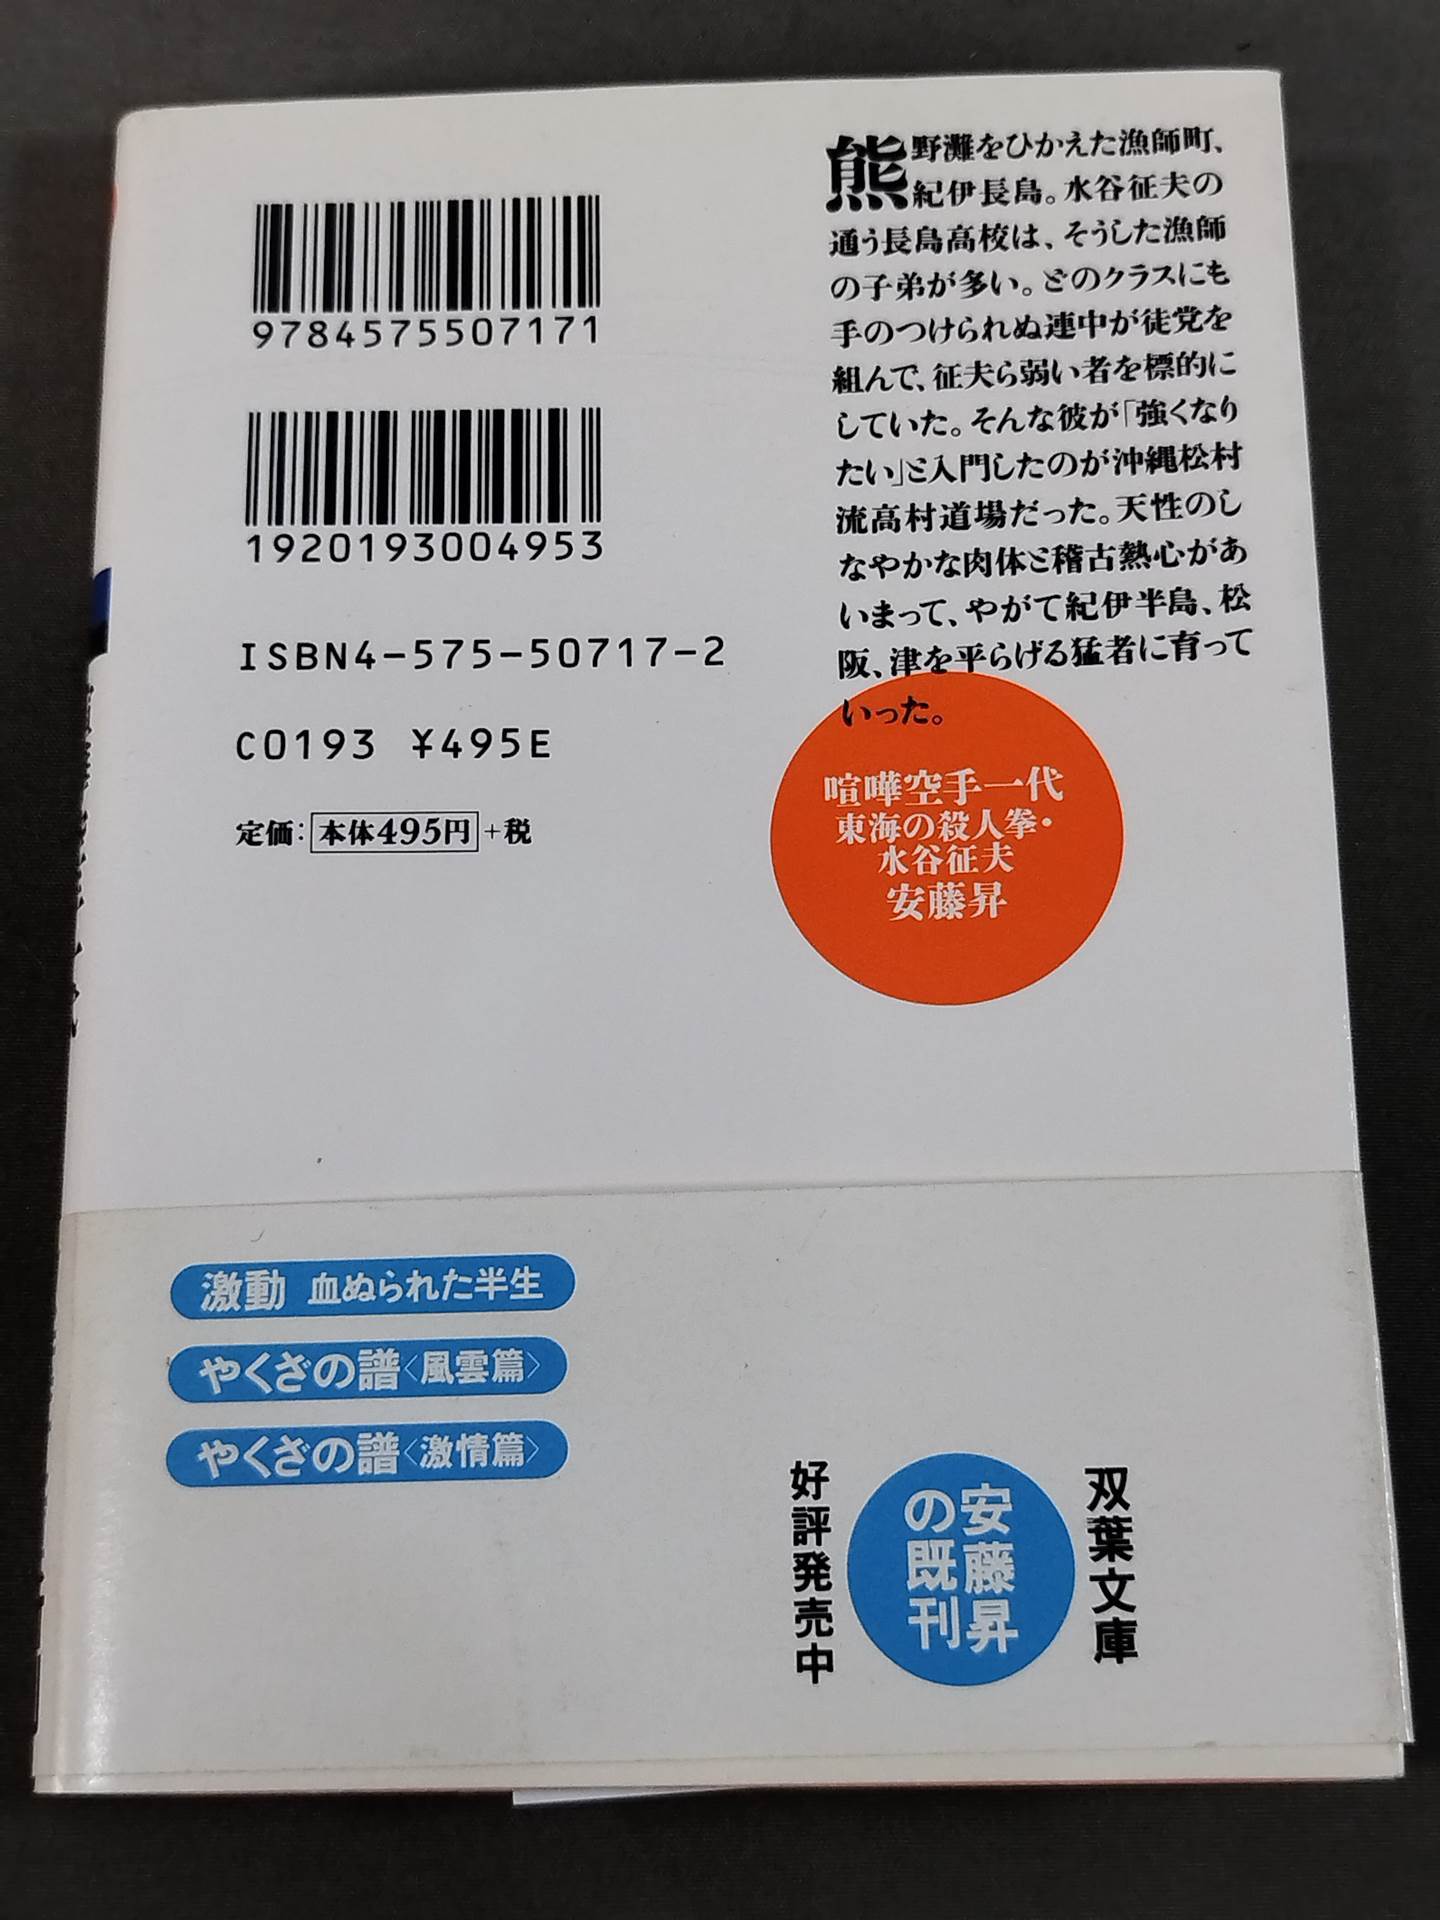 熊野灘をひかえた漁師町、
紀伊長島。水谷征夫の
通う長島高校は、そうした漁師
の子弟が多い。どのクラスにも
手のつけられぬ連中が徒党を
組んで、征夫ら弱い者を標的に
していた。そんな彼が「強くなり
たい」と入門したのが沖縄松村
流高村道場だった。天性のし
なやかな肉体と稽古熱心があ
いまって、やがて紀伊半島、松
阪、津を平らげる猛者に育って
いった。
喧嘩空手一代
東海の殺人拳・
水谷征夫
安藤昇
9784575507171
1920193004953
ISBN4-575-50717-2
C0193 ¥495E
定価：本体495円+税
双葉文庫
安藤昇
の既刊
好評発売中
激動 血ぬられた半生
やくざの譜〈風雲篇〉
やくざの譜〈激情篇〉